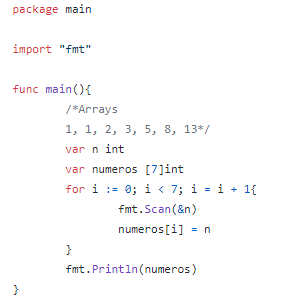 package main

import "fmt"

func main(){
        /*Arrays
        1, 1, 2, 3, 5, 8, 13*/
        var n int
        var numeros [7]int
        for i := 0; i < 7; i = i + 1{
                fmt.Scan(&n)
                numeros[i] = n
        }
        fmt.Println(numeros)
}